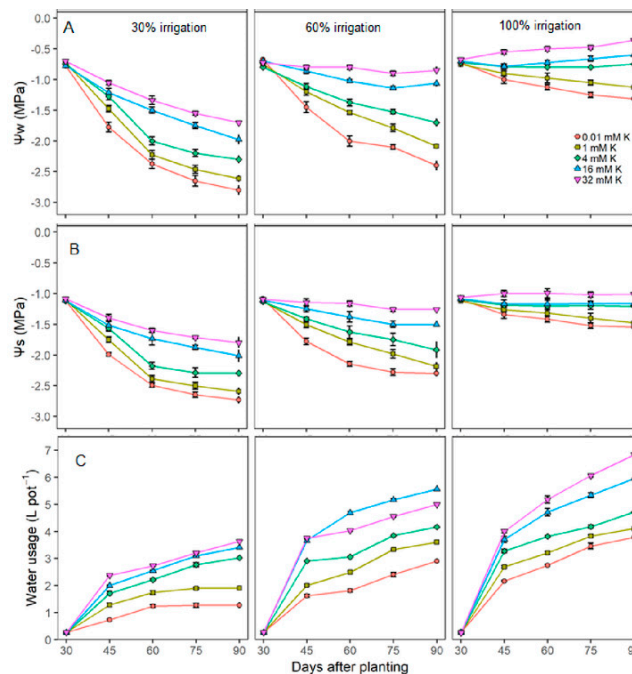 A 30% irrigation 60% irrigation 100% irrigation
0.0
-0.5
-1.0
-1.5
-2.0
-2.5
-3.0
Ψw (MPa)
0.01 mM K
1 mM K
4 mM K
16 mM K
32 mM K
B
0.0
-0.5
-1.0
-1.5
-2.0
-2.5
-3.0
Ψs (MPa)
C
7
6
5
4
3
2
1
0
Water usage (L pot⁻¹)
30 45 60 75 90 30 45 60 75 90 30 45 60 75 9
Days after planting